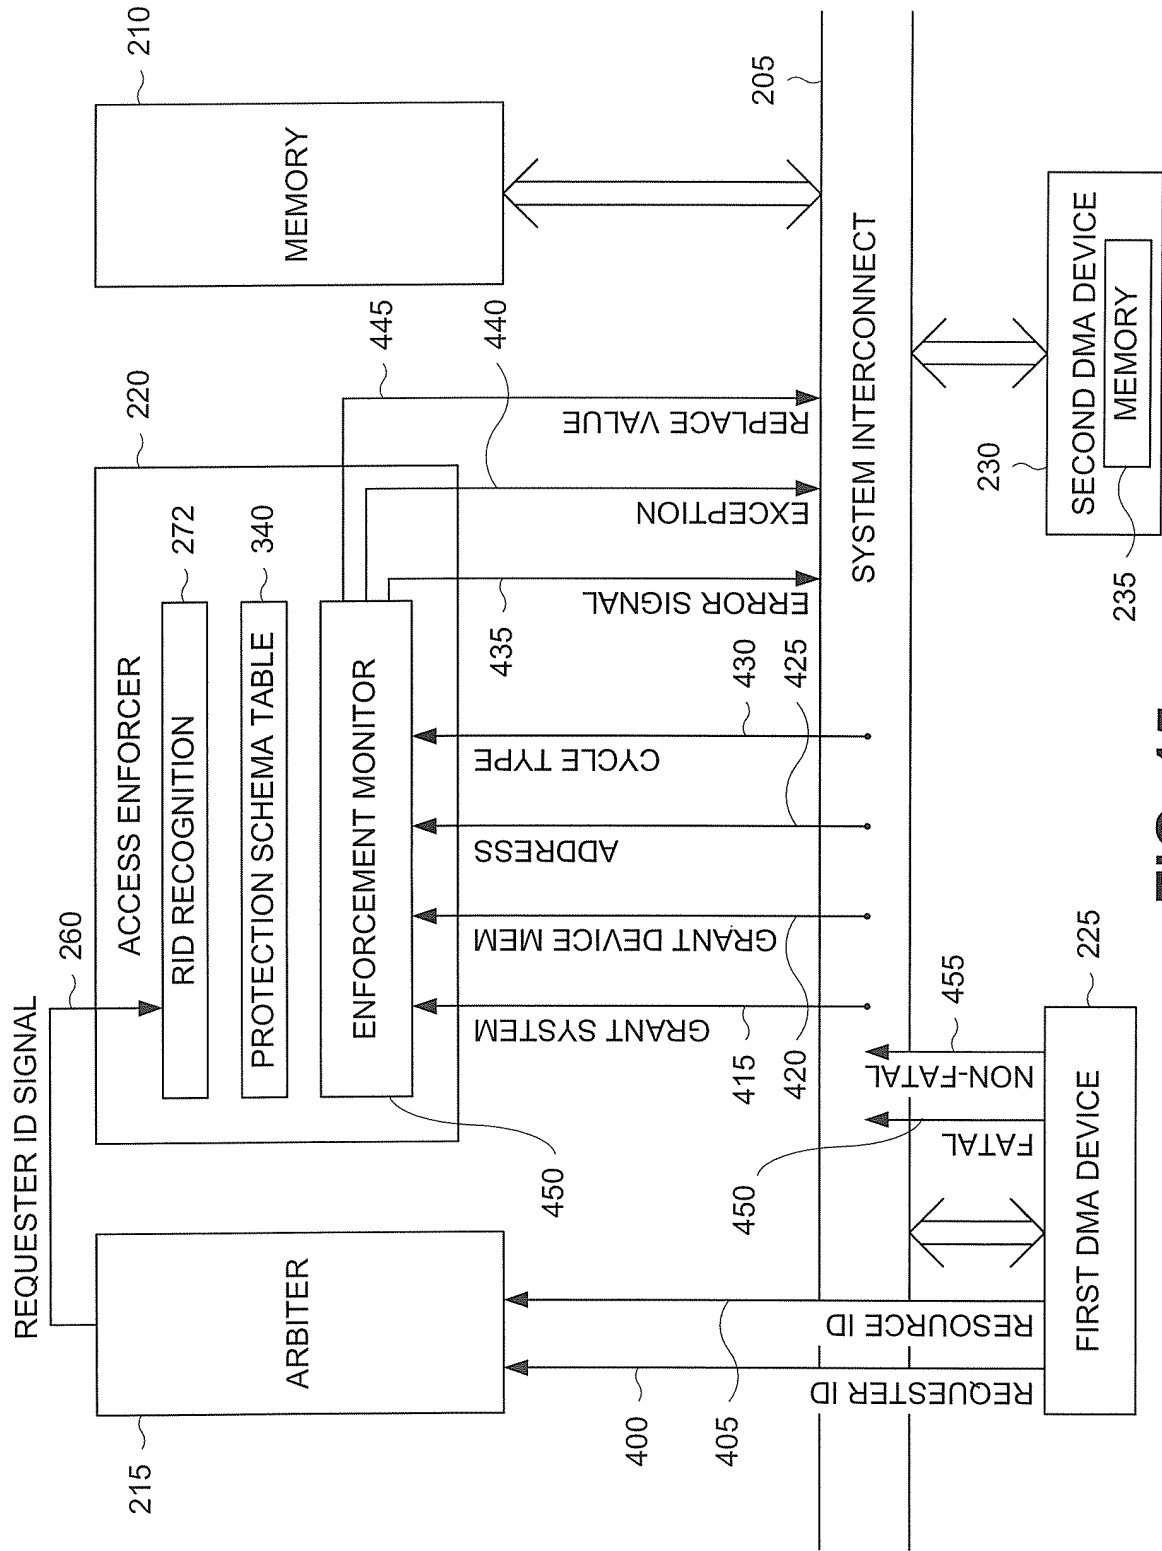 REQUESTER ID SIGNAL
260
215
ARBITER
220
ACCESS ENFORCER
RID RECOGNITION
272
PROTECTION SCHEMA TABLE
340
ENFORCEMENT MONITOR
450
210
MEMORY
445
440
435
REPLACE VALUE
EXCEPTION
ERROR SIGNAL
CYCLE TYPE
430
ADDRESS
425
GRANT DEVICE MEM
420
GRANT SYSTEM
415
205
SYSTEM INTERCONNECT
400
405
REQUESTER ID
RESOURCE ID
450
FATAL
NON-FATAL
455
225
FIRST DMA DEVICE
230
SECOND DMA DEVICE
MEMORY
235
FIG.